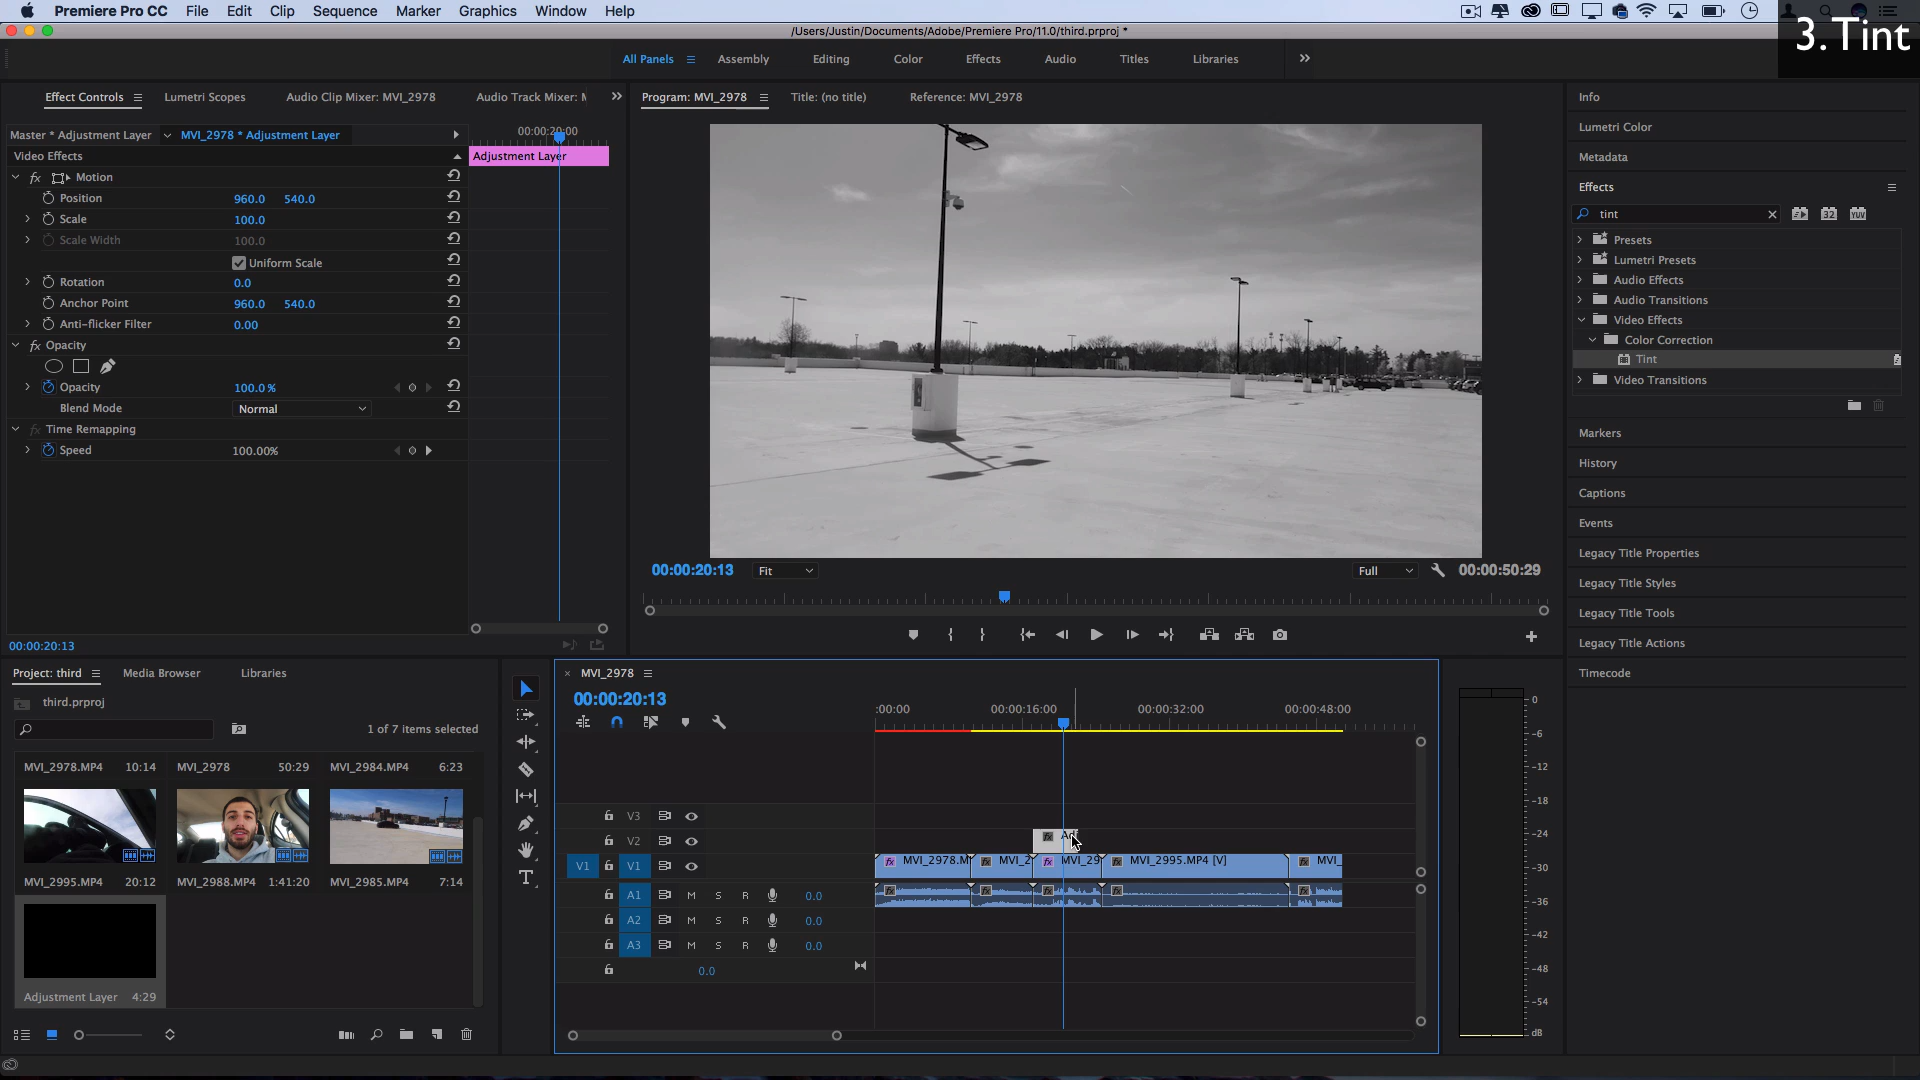 Premiere Pro CC File Edit Clip Sequence Marker Graphics Window Help
3.Tint
/Users/Justin/Documents/Adobe/Premiere Pro/11.0/third.prproj *
All Panels Assembly Editing Color Effects Audio Titles Libraries
Effect Controls Lumetri Scopes Audio Clip Mixer: MVI_2978 Audio Track Mixer: M
Master * Adjustment Layer MVI_2978 * Adjustment Layer
00:00:20:00
Video Effects
Adjustment Layer
Motion
Position 960.0 540.0
Scale 100.0
Scale Width 100.0
Uniform Scale
Rotation 0.0
Anchor Point 960.0 540.0
Anti-flicker Filter 0.00
Opacity
Opacity 100.0 %
Blend Mode Normal
Time Remapping
Speed 100.00%
00:00:20:13
Program: MVI_2978 Title: (no title) Reference: MVI_2978
00:00:20:13 Fit Full 00:00:50:29
Info
Lumetri Color
Metadata
Effects
tint 32 YUV
Presets
Lumetri Presets
Audio Effects
Audio Transitions
Video Effects
Color Correction
Tint
Video Transitions
Markers
History
Captions
Events
Legacy Title Properties
Legacy Title Styles
Legacy Title Tools
Legacy Title Actions
Timecode
Project: third Media Browser Libraries
third.prproj
1 of 7 items selected
MVI_2978.MP4 10:14 MVI_2978 50:29 MVI_2984.MP4 6:23
MVI_2995.MP4 20:12 MVI_2988.MP4 1:41:20 MVI_2985.MP4 7:14
Adjustment Layer 4:29
T
MVI_2978
00:00:20:13
:00:00 00:00:16:00 00:00:32:00 00:00:48:00
V3
V2 fx
V1 V1 fx MVI_2978.M fx MVI_2 fx MVI_29 fx MVI_2995.MP4 [V] fx MVI_
A1 M S R 0.0
A2 M S R 0.0
A3 M S R 0.0
0.0
0
-6
-12
-18
-24
-30
-36
-42
-48
-54
dB